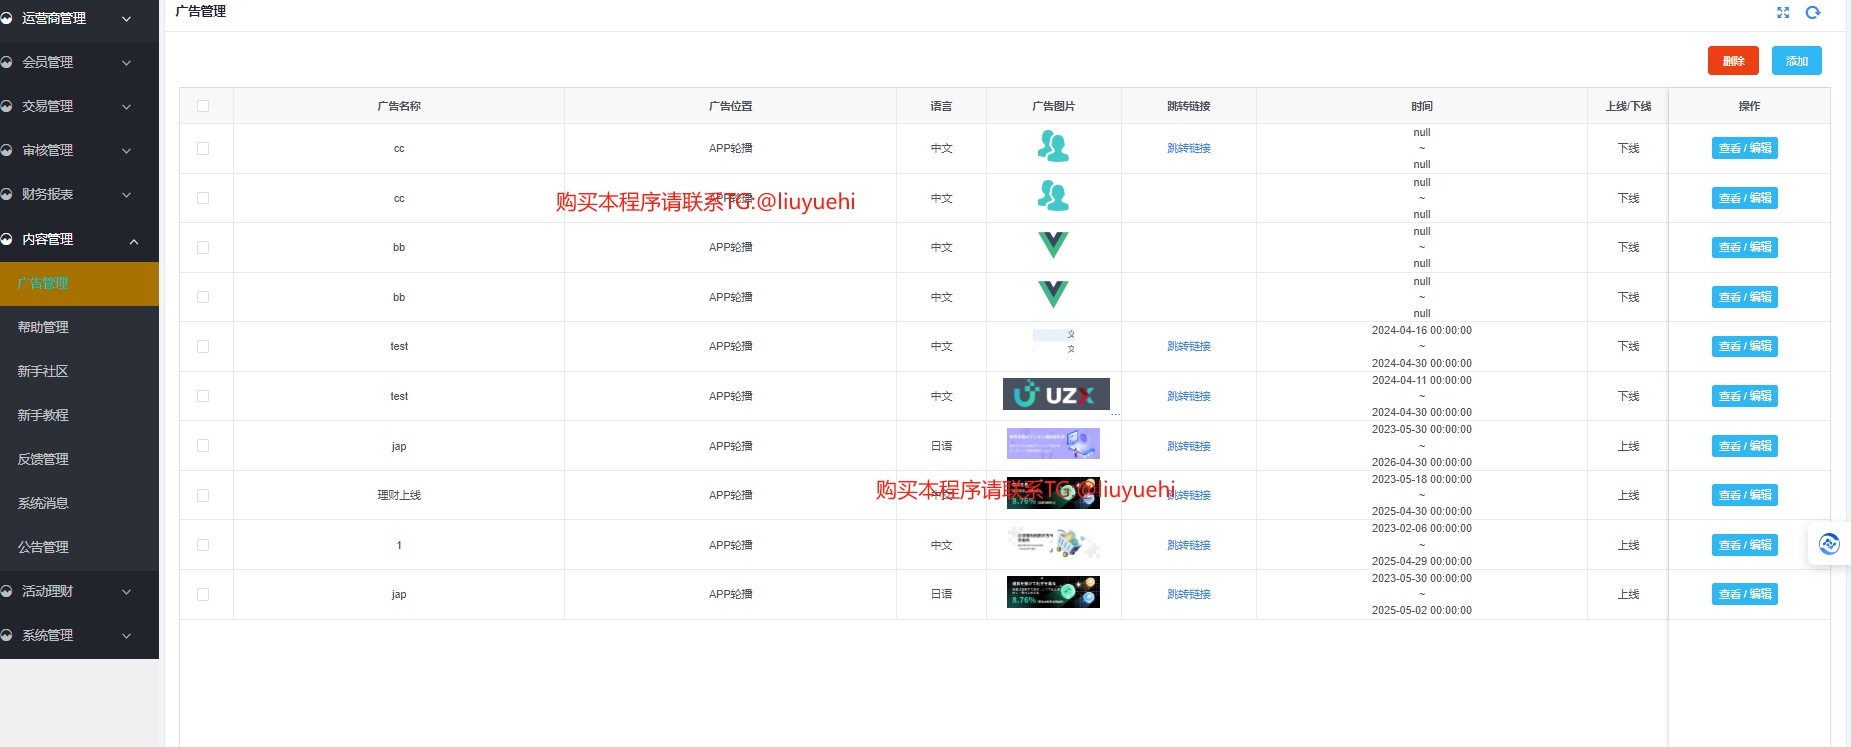 运营商管理
会员管理
交易管理
审核管理
财务报表
内容管理
广告管理
帮助管理
新手社区
新手教程
反馈管理
系统消息
公告管理
活动理财
系统管理
广告管理
删除 添加
广告名称 广告位置 语言 广告图片 跳转链接 时间 上线/下线 操作
cc APP轮播 中文 跳转链接 null ~ null 下线 查看 / 编辑
cc APP轮播 中文 null ~ null 下线 查看 / 编辑
购买本程序请联系TG:@liuyuehi
bb APP轮播 中文 null ~ null 下线 查看 / 编辑
bb APP轮播 中文 null ~ null 下线 查看 / 编辑
test APP轮播 中文 文 文 跳转链接 2024-04-16 00:00:00 ~ 2024-04-30 00:00:00 下线 查看 / 编辑
test APP轮播 中文 UZX ... 跳转链接 2024-04-11 00:00:00 ~ 2024-04-30 00:00:00 下线 查看 / 编辑
jap APP轮播 日语 跳转链接 2023-05-30 00:00:00 ~ 2026-04-30 00:00:00 上线 查看 / 编辑
理财上线 APP轮播 中文 8.76% 跳转链接 2023-05-18 00:00:00 ~ 2025-04-30 00:00:00 上线 查看 / 编辑
购买本程序请联系TG:@liuyuehi
1 APP轮播 中文 跳转链接 2023-02-06 00:00:00 ~ 2025-04-29 00:00:00 上线 查看 / 编辑
jap APP轮播 日语 8.76% 跳转链接 2023-05-30 00:00:00 ~ 2025-05-02 00:00:00 上线 查看 / 编辑